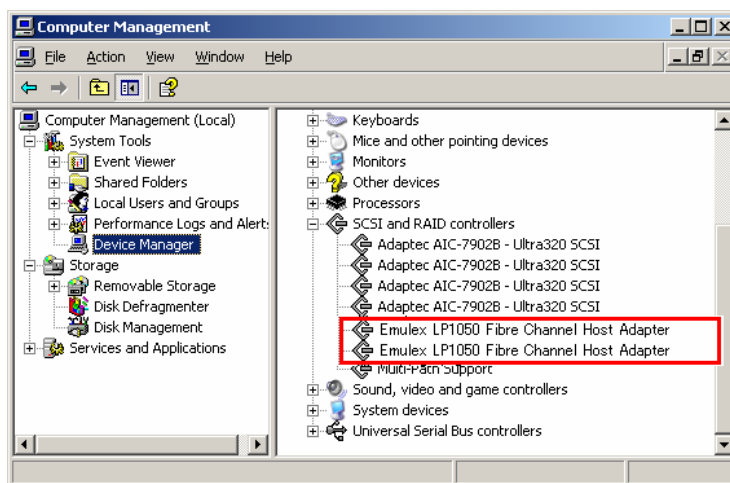 Computer Management
File Action View Window Help
Computer Management (Local)
System Tools
Event Viewer
Shared Folders
Local Users and Groups
Performance Logs and Alert:
Device Manager
Storage
Removable Storage
Disk Defragmenter
Disk Management
Services and Applications
Keyboards
Mice and other pointing devices
Monitors
Other devices
Processors
SCSI and RAID controllers
Adaptec AIC-7902B - Ultra320 SCSI
Adaptec AIC-7902B - Ultra320 SCSI
Adaptec AIC-7902B - Ultra320 SCSI
Adaptec AIC-7902B - Ultra320 SCSI
Emulex LP1050 Fibre Channel Host Adapter
Emulex LP1050 Fibre Channel Host Adapter
Multi-Path Support
Sound, video and game controllers
System devices
Universal Serial Bus controllers